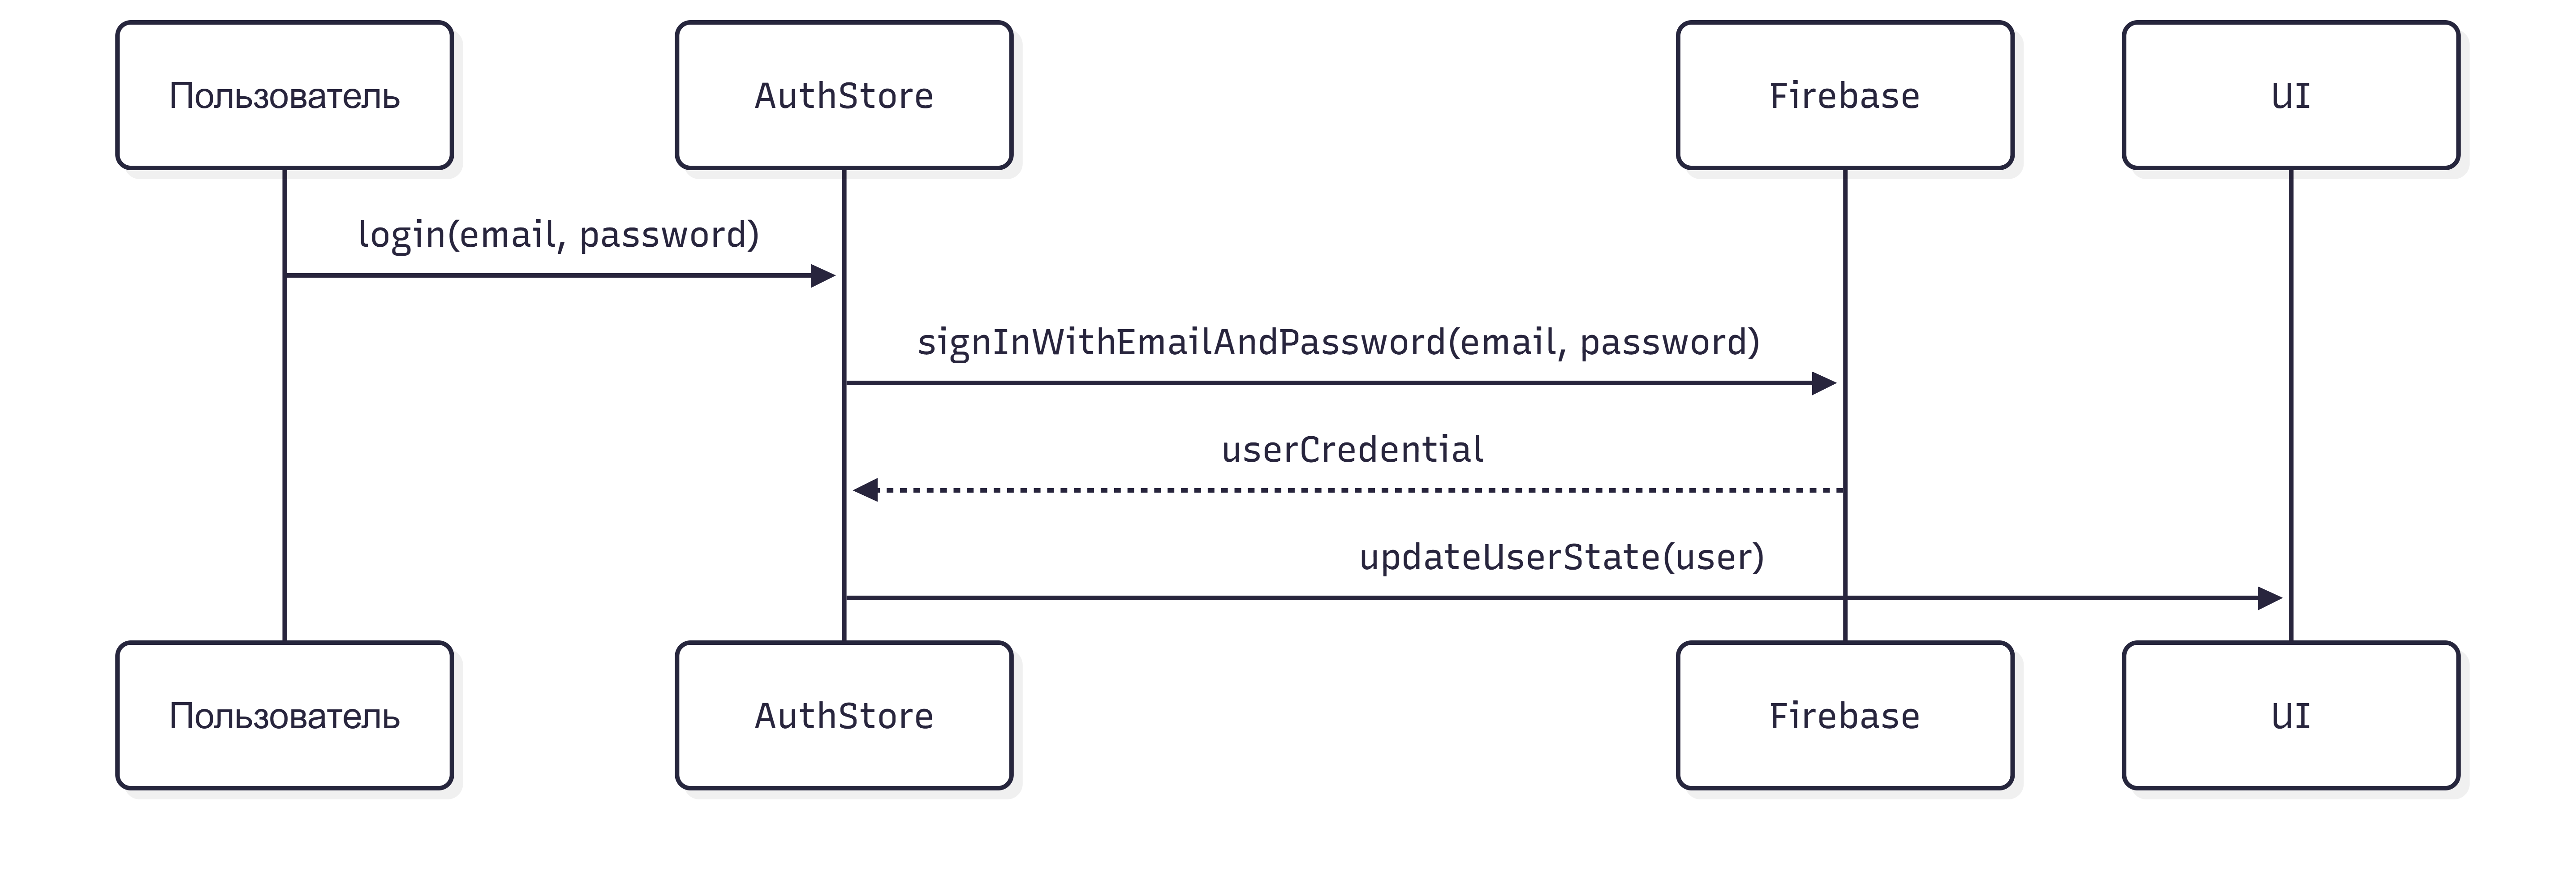 Пользователь
AuthStore
Firebase
UI
login(email, password)
signInWithEmailAndPassword(email, password)
userCredential
updateUserState(user)
Пользователь
AuthStore
Firebase
UI